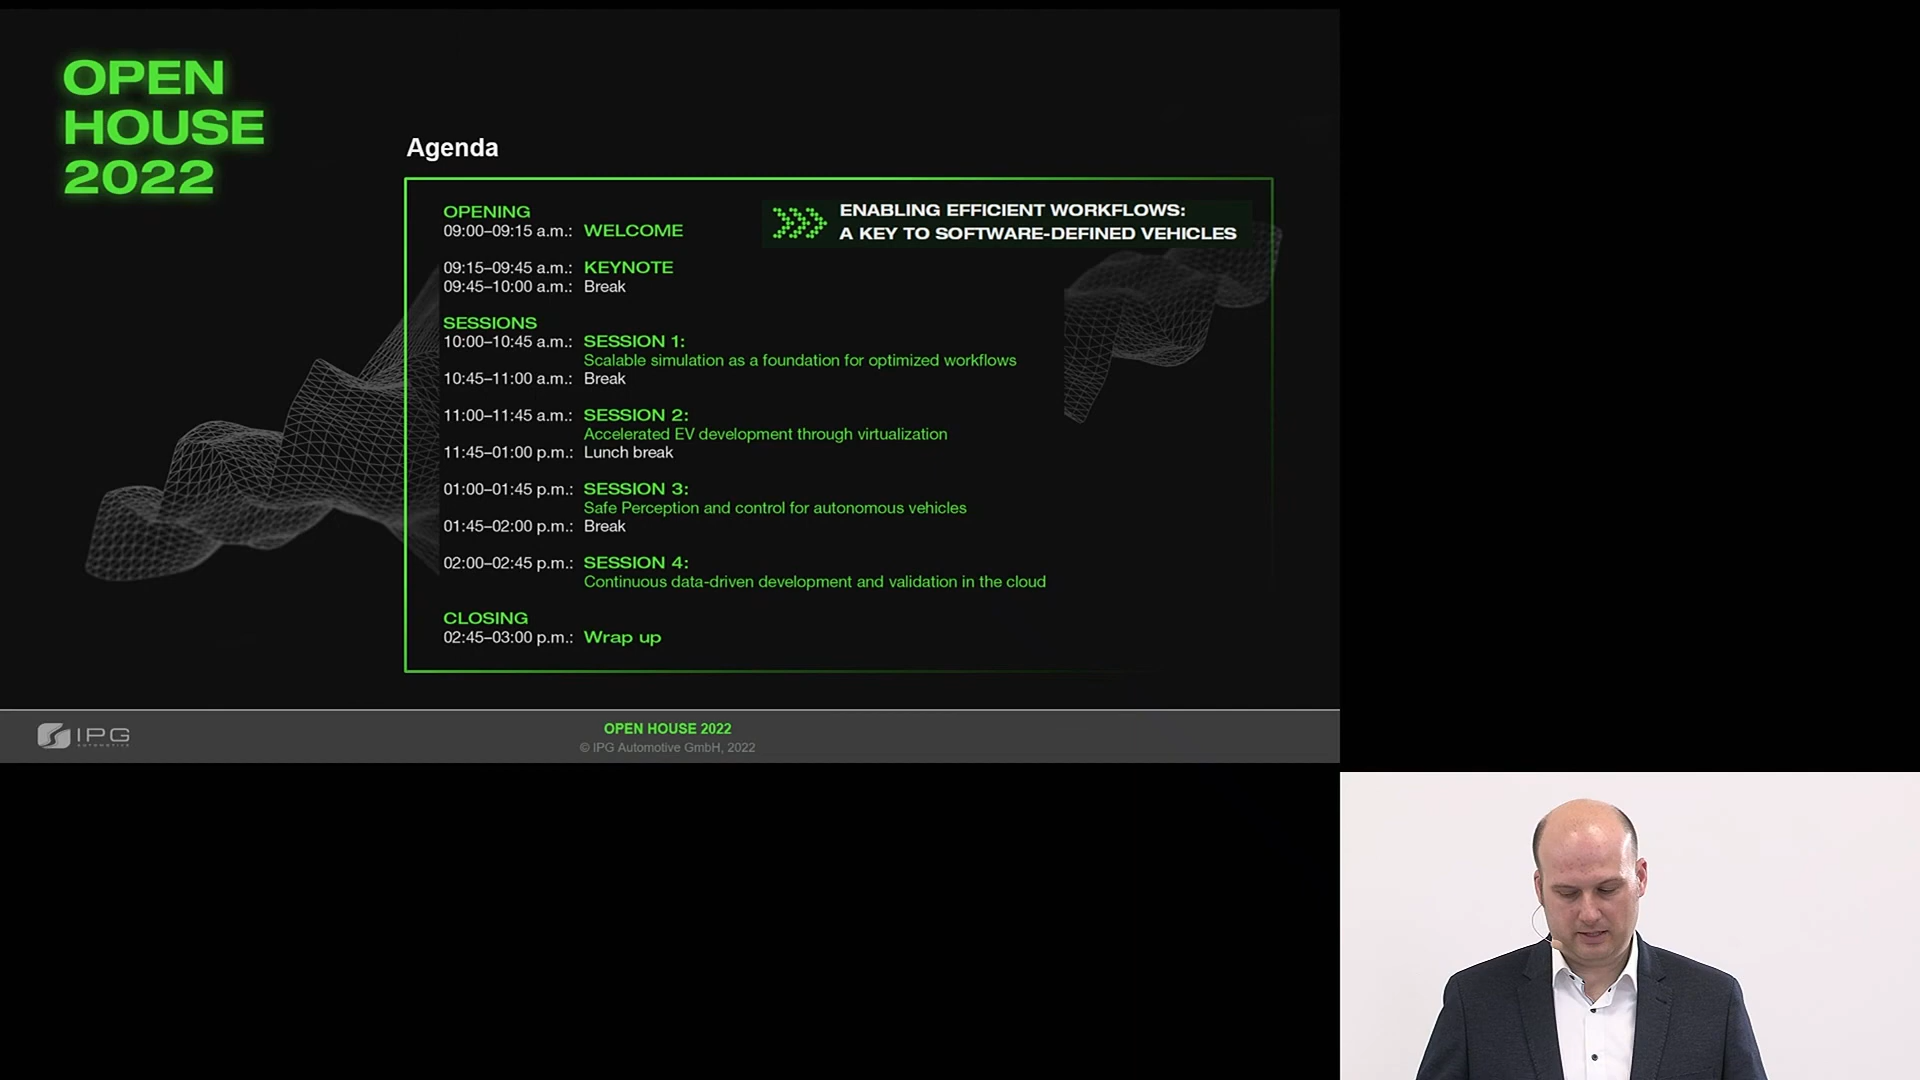 OPEN
HOUSE
2022
Agenda
OPENING
09:00–09:15 a.m.: WELCOME
ENABLING EFFICIENT WORKFLOWS:
A KEY TO SOFTWARE-DEFINED VEHICLES
09:15–09:45 a.m.: KEYNOTE
09:45–10:00 a.m.: Break
SESSIONS
10:00–10:45 a.m.: SESSION 1:
Scalable simulation as a foundation for optimized workflows
10:45–11:00 a.m.: Break
11:00–11:45 a.m.: SESSION 2:
Accelerated EV development through virtualization
11:45–01:00 p.m.: Lunch break
01:00–01:45 p.m.: SESSION 3:
Safe Perception and control for autonomous vehicles
01:45–02:00 p.m.: Break
02:00–02:45 p.m.: SESSION 4:
Continuous data-driven development and validation in the cloud
CLOSING
02:45–03:00 p.m.: Wrap up
IPG
AUTOMOTIVE
OPEN HOUSE 2022
© IPG Automotive GmbH, 2022